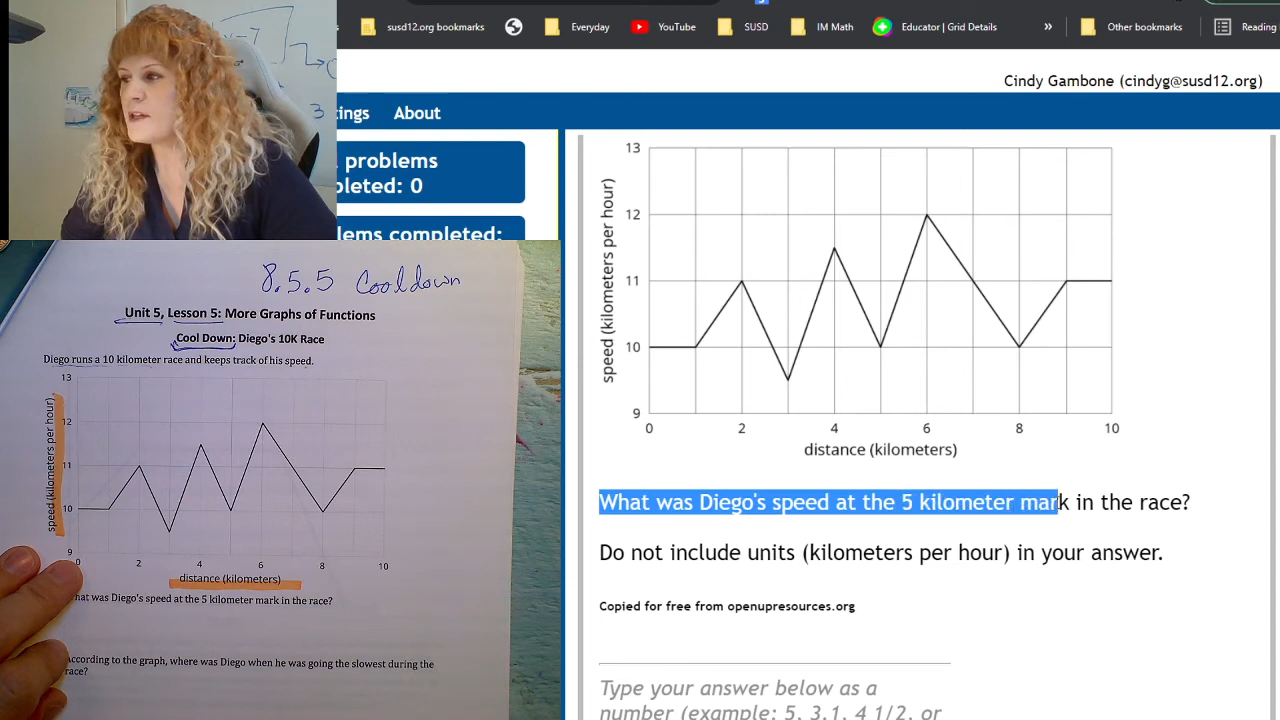 susd12.org bookmarks
Everyday
YouTube
SUSD
IM Math
Educator | Grid Details
»
Other bookmarks
Reading
Cindy Gambone (cindyg@susd12.org)
About
problems
3
8.5.5 Cooldown
Unit 5, Lesson 5: More Graphs of Functions
Cool Down: Diego's 10K Race
Diego runs a 10 kilometer race and keeps track of his speed.
13
12
11
10
9
speed (kilometers per hour)
0 2 4 6 8 10
distance (kilometers)
was Diego's speed at the 5 kilometer mark in the race?
According to the graph, where was Diego when he was going the slowest during the
race?
13
12
11
10
9
speed (kilometers per hour)
0 2 4 6 8 10
distance (kilometers)
What was Diego's speed at the 5 kilometer mark in the race?
Do not include units (kilometers per hour) in your answer.
Copied for free from openupresources.org
Type your answer below as a
number (example: 5, 3.1, 4 1/2, or